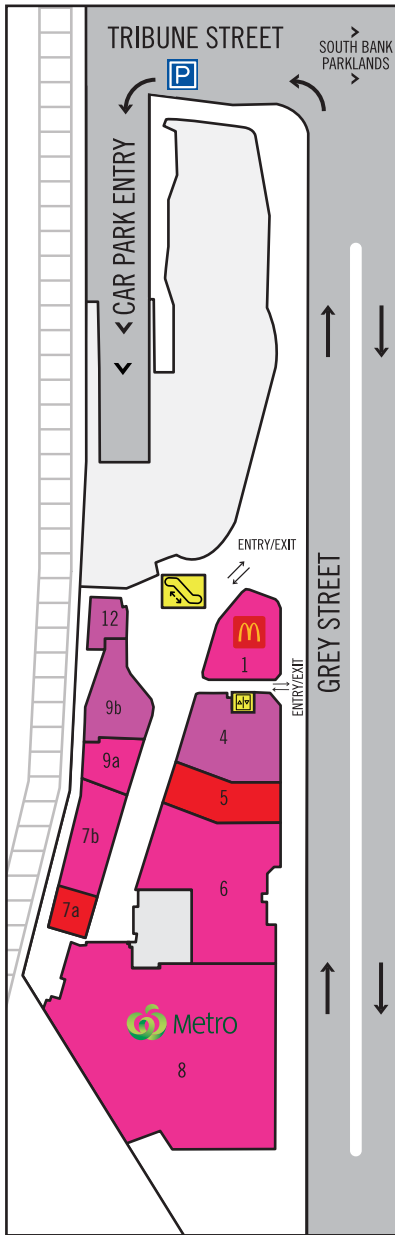 TRIBUNE STREET
SOUTH BANK
PARKLANDS
P
CAR PARK ENTRY
ENTRY/EXIT
GREY STREET
12
1
ENTRY/EXIT
9b
4
9a
5
7b
6
7a
Metro
8